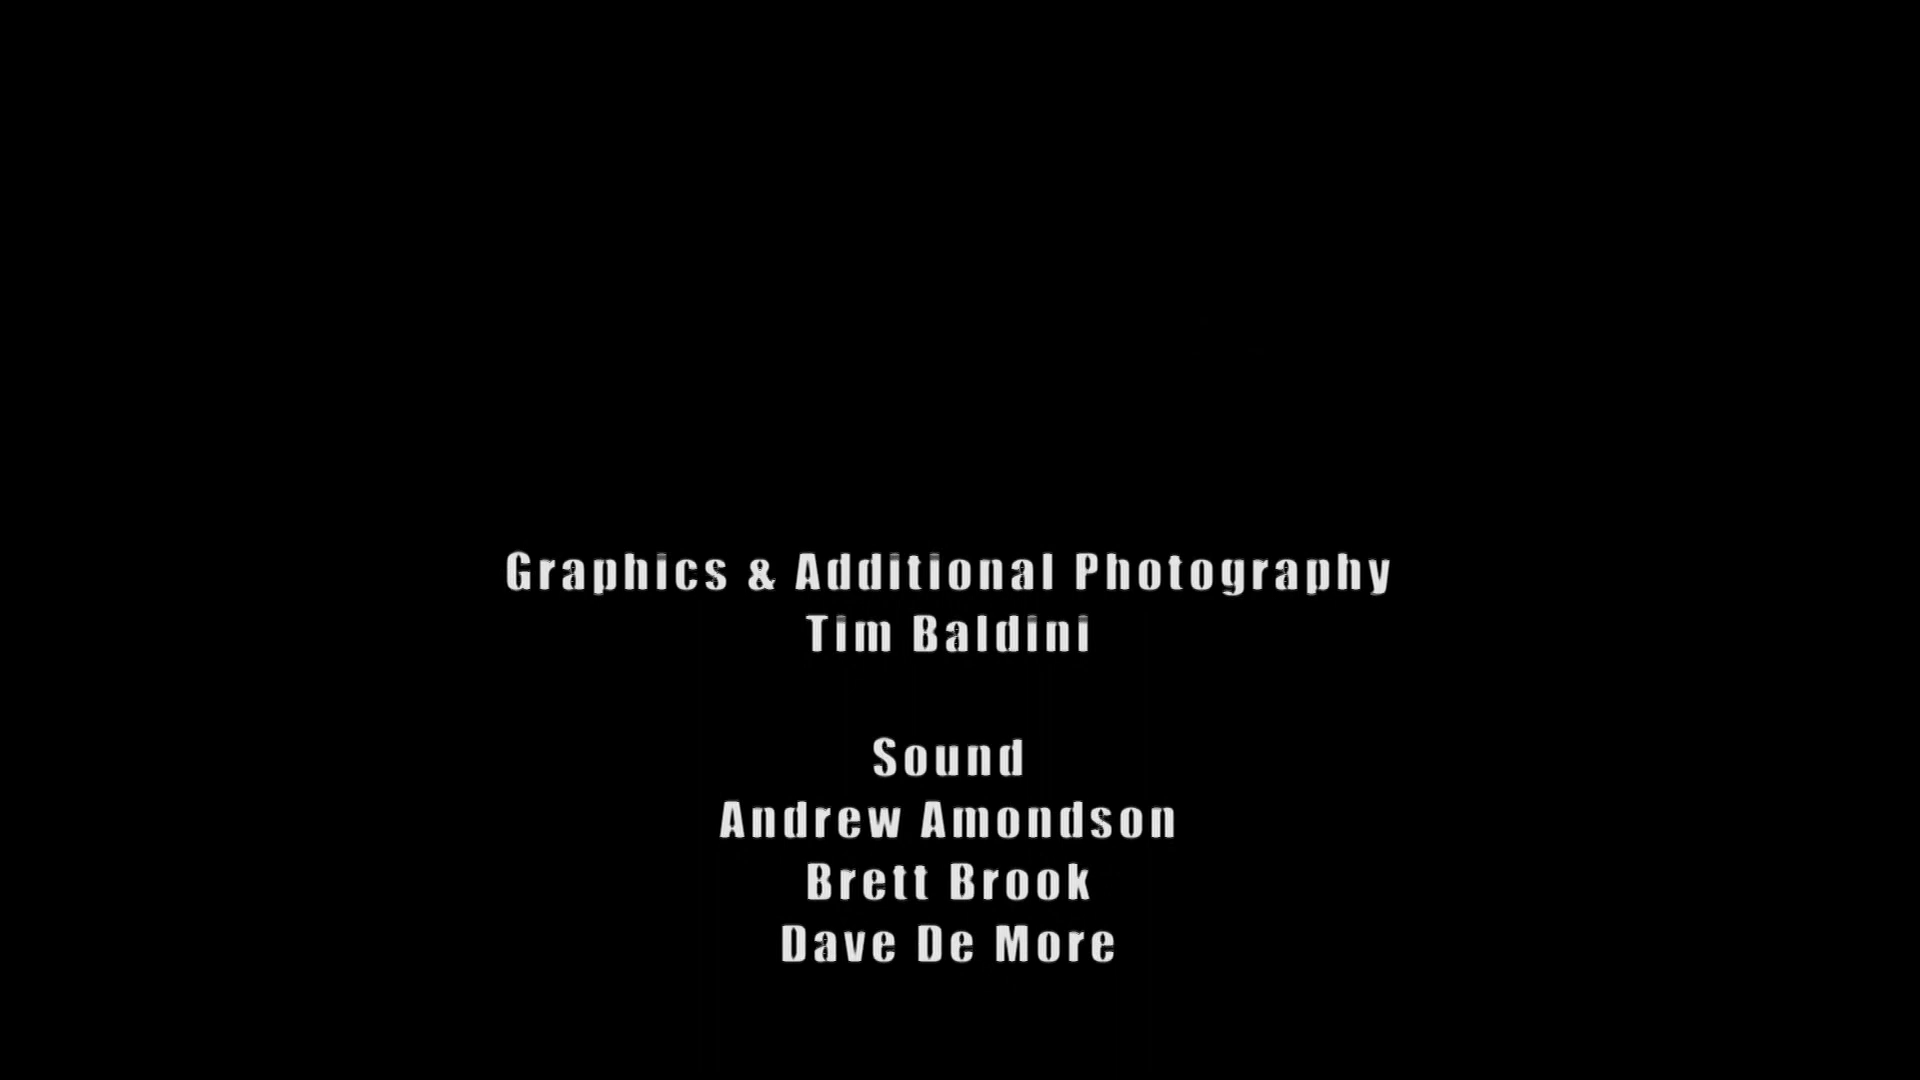 Graphics & Additional Photography
Tim Baldini
Sound
Andrew Amondson
Brett Brook
Dave De More